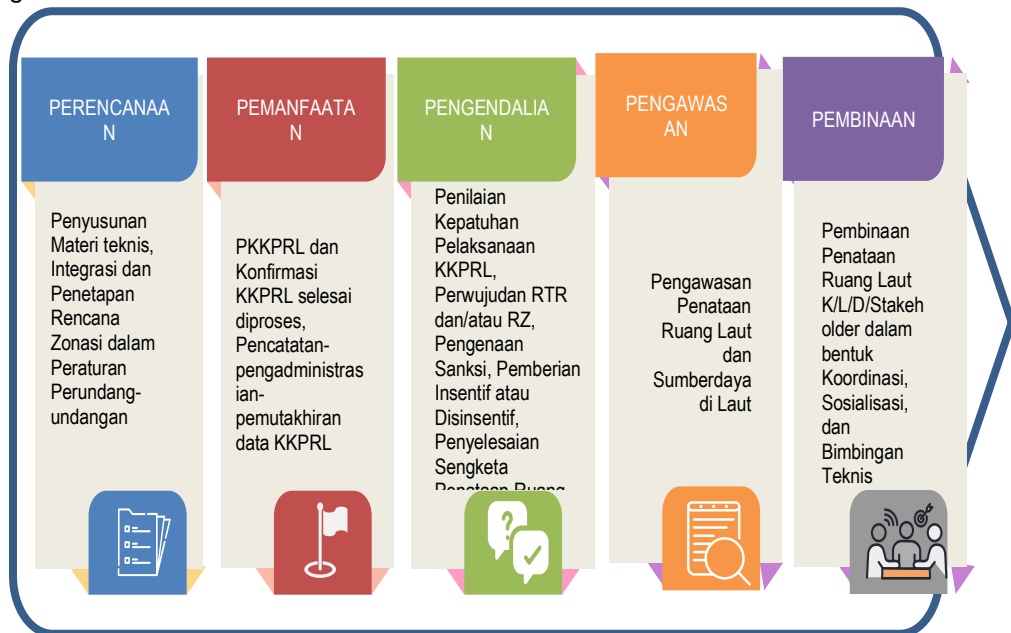 g
PERENCANAA
N
Penyusunan
Materi teknis,
Integrasi dan
Penetapan
Rencana
Zonasi dalam
Peraturan
Perundang-
undangan
PEMANFAATA
N
PKKPRL dan
Konfirmasi
KKPRL selesai
diproses,
Pencatatan-
pengadministras
ian-
pemutakhiran
data KKPRL
PENGENDALIA
N
Penilaian
Kepatuhan
Pelaksanaan
KKPRL,
Perwujudan RTR
dan/atau RZ,
Pengenaan
Sanksi, Pemberian
Insentif atau
Disinsentif,
Penyelesaian
Sengketa
Penataan Ruang
PENGAWAS
AN
Pengawasan
Penataan
Ruang Laut
dan
Sumberdaya
di Laut
PEMBINAAN
Pembinaan
Penataan
Ruang Laut
K/L/D/Stakeh
older dalam
bentuk
Koordinasi,
Sosialisasi,
dan
Bimbingan
Teknis